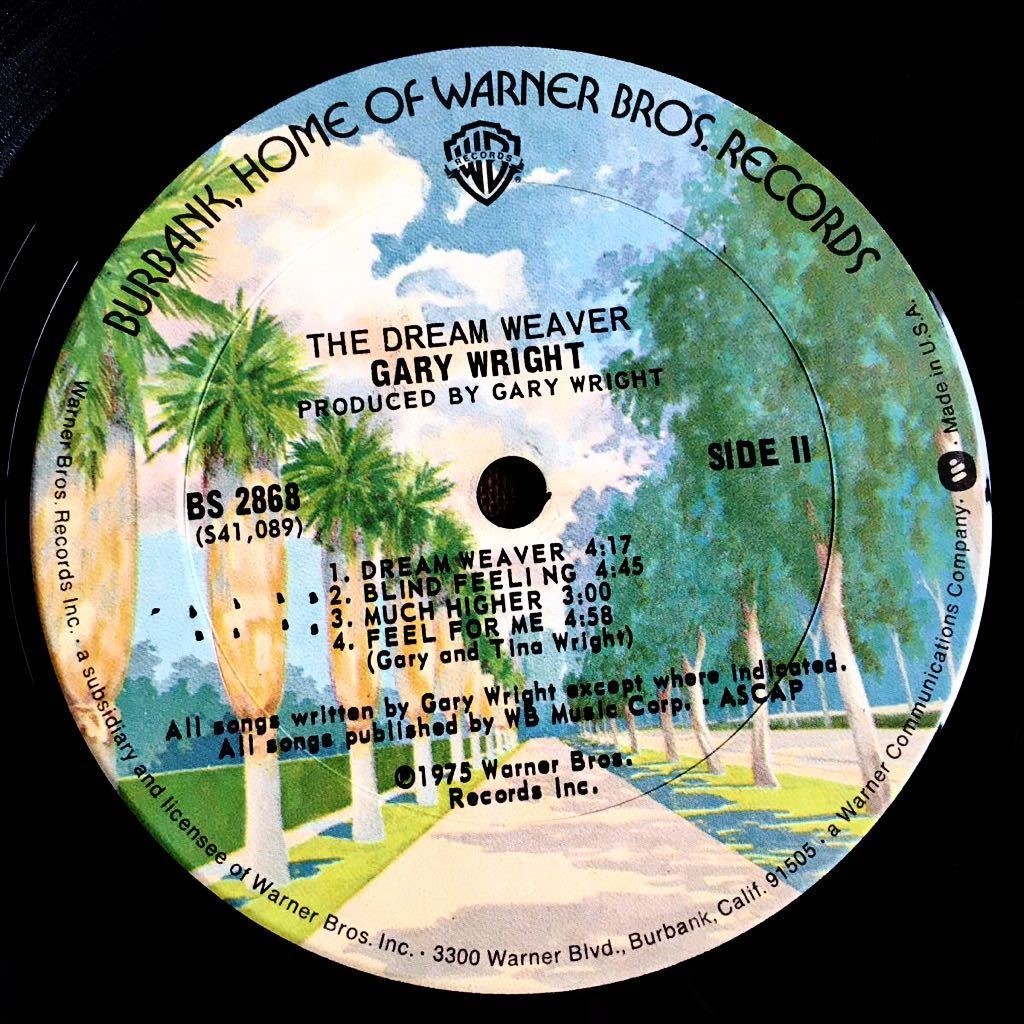 BURBANK, HOME OF WARNER BROS. RECORDS
WB
RECORDS
THE DREAM WEAVER
GARY WRIGHT
PRODUCED BY GARY WRIGHT
SIDE II
BS 2868
(S41,089)
1. DREAM WEAVER 4:17
2. BLIND FEELING 4:45
3. MUCH HIGHER 3:00
4. FEEL FOR ME 4:58
(Gary and Tina Wright)
All songs written by Gary Wright except where indicated.
All songs published by WB Music Corp. - ASCAP
℗1975 Warner Bros.
Records Inc.
Warner Bros. Records Inc. · a subsidiary and licensee of Warner Bros. Inc. · 3300 Warner Blvd., Burbank, Calif. 91505 · a Warner Communications Company · Made in U.S.A.